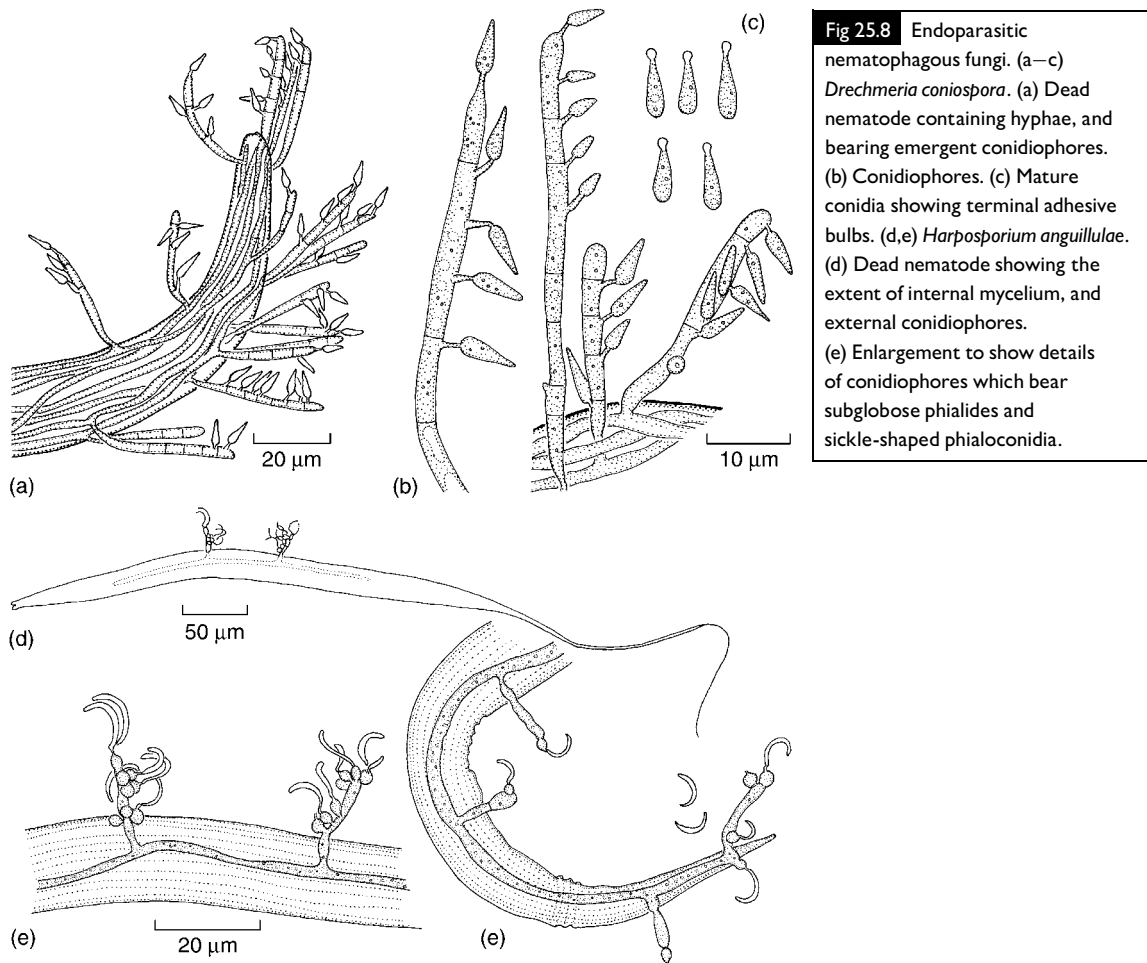 (c)
Fig 25.8 Endoparasitic
nematophagous fungi. (a–c)
Drechmeria coniospora. (a) Dead
nematode containing hyphae, and
bearing emergent conidiophores.
(b) Conidiophores. (c) Mature
conidia showing terminal adhesive
bulbs. (d,e) Harposporium anguillulae.
(d) Dead nematode showing the
extent of internal mycelium, and
external conidiophores.
(e) Enlargement to show details
of conidiophores which bear
subglobose phialides and
sickle-shaped phialoconidia.
20 μm
10 μm
(a)
(b)
50 μm
(d)
(e)
20 μm
(e)